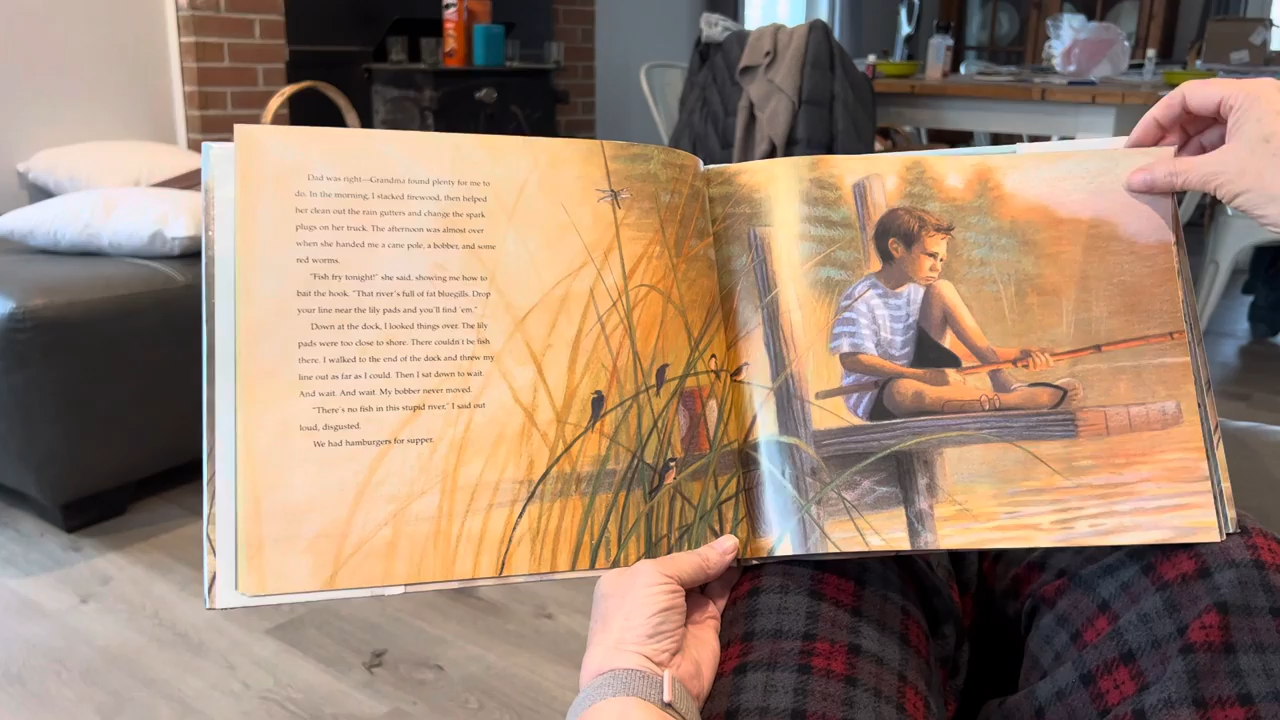 Dad was right—Grandma found plenty for me to
do. In the morning, I stacked firewood, then helped
her clean out the rain gutters and change the spark
plugs on her truck. The afternoon was almost over
when she handed me a cane pole, a bobber, and some
red worms.
"Fish fry tonight!" she said, showing me how to
bait the hook. "That river's full of fat bluegills. Drop
your line near the lily pads and you'll find 'em."
Down at the dock, I looked things over. The lily
pads were too close to shore. There couldn't be fish
there. I walked to the end of the dock and threw my
line out as far as I could. Then I sat down to wait.
And wait. And wait. My bobber never moved.
"There's no fish in this stupid river," I said out
loud, disgusted.
We had hamburgers for supper.